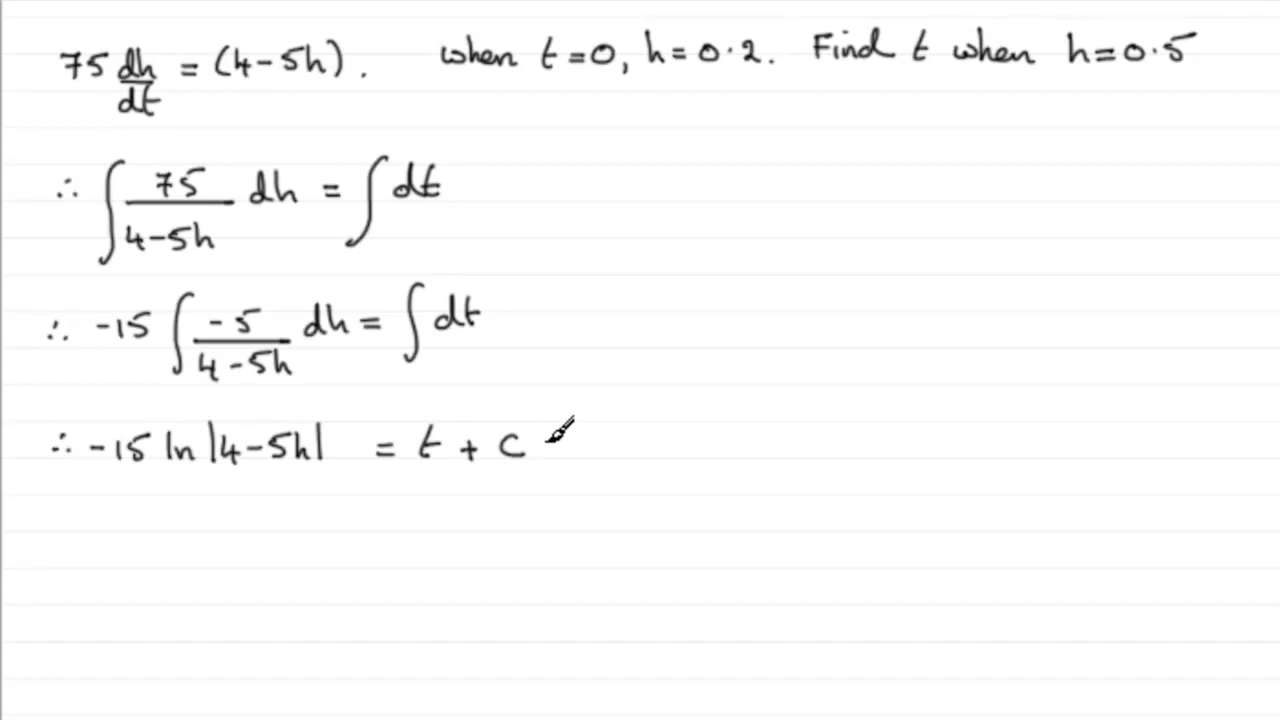 75 dh/dt = (4-5h). when t=0, h=0.2. Find t when h=0.5
∴ ∫ 75/(4-5h) dh = ∫ dt
∴ -15 ∫ -5/(4-5h) dh = ∫ dt
∴ -15 ln |4-5h| = t + c